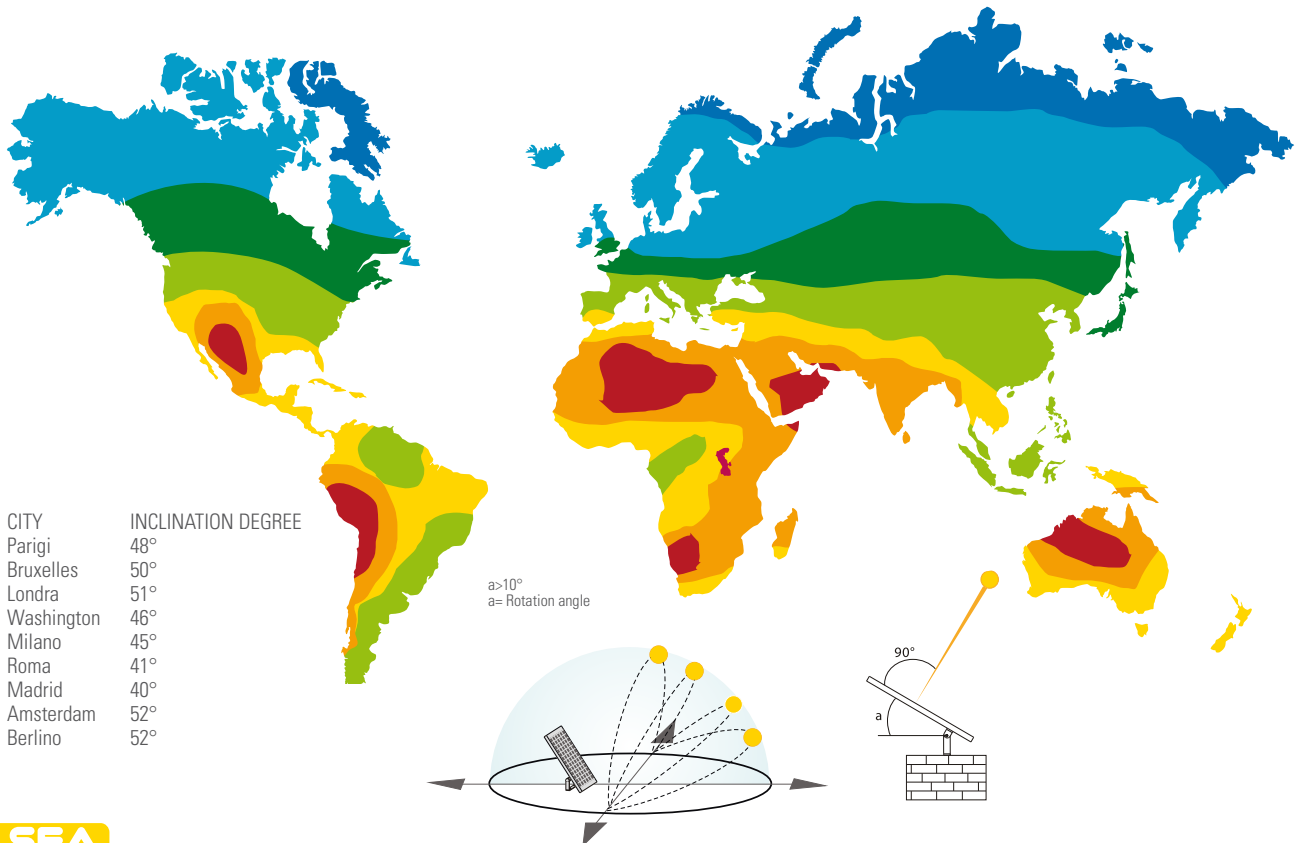 CITY INCLINATION DEGREE
Parigi 48°
Bruxelles 50°
Londra 51°
Washington 46°
Milano 45°
Roma 41°
Madrid 40°
Amsterdam 52°
Berlino 52°
a>10°
a= Rotation angle
90°
a
SEA